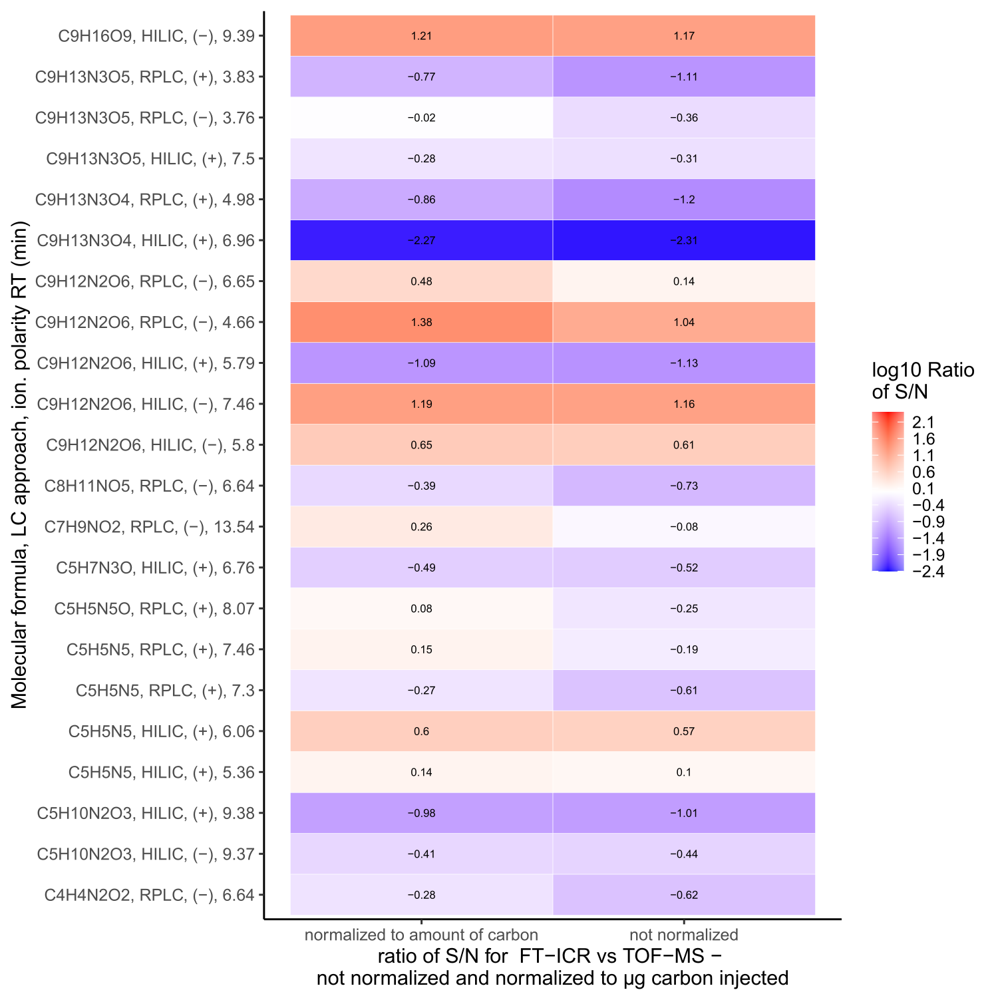 Molecular formula, LC approach, ion. polarity RT (min)
C9H16O9, HILIC, (−), 9.39 1.21 1.17
C9H13N3O5, RPLC, (+), 3.83 −0.77 −1.11
C9H13N3O5, RPLC, (−), 3.76 −0.02 −0.36
C9H13N3O5, HILIC, (+), 7.5 −0.28 −0.31
C9H13N3O4, RPLC, (+), 4.98 −0.86 −1.2
C9H13N3O4, HILIC, (+), 6.96 −2.27 −2.31
C9H12N2O6, RPLC, (−), 6.65 0.48 0.14
C9H12N2O6, RPLC, (−), 4.66 1.38 1.04
C9H12N2O6, HILIC, (+), 5.79 −1.09 −1.13
C9H12N2O6, HILIC, (−), 7.46 1.19 1.16
C9H12N2O6, HILIC, (−), 5.8 0.65 0.61
C8H11NO5, RPLC, (−), 6.64 −0.39 −0.73
C7H9NO2, RPLC, (−), 13.54 0.26 −0.08
C5H7N3O, HILIC, (+), 6.76 −0.49 −0.52
C5H5N5O, RPLC, (+), 8.07 0.08 −0.25
C5H5N5, RPLC, (+), 7.46 0.15 −0.19
C5H5N5, RPLC, (+), 7.3 −0.27 −0.61
C5H5N5, HILIC, (+), 6.06 0.6 0.57
C5H5N5, HILIC, (+), 5.36 0.14 0.1
C5H10N2O3, HILIC, (+), 9.38 −0.98 −1.01
C5H10N2O3, HILIC, (−), 9.37 −0.41 −0.44
C4H4N2O2, RPLC, (−), 6.64 −0.28 −0.62
normalized to amount of carbon not normalized
ratio of S/N for  FT−ICR vs TOF−MS −
not normalized and normalized to µg carbon injected
log10 Ratio
of S/N
2.1
1.6
1.1
0.6
0.1
−0.4
−0.9
−1.4
−1.9
−2.4